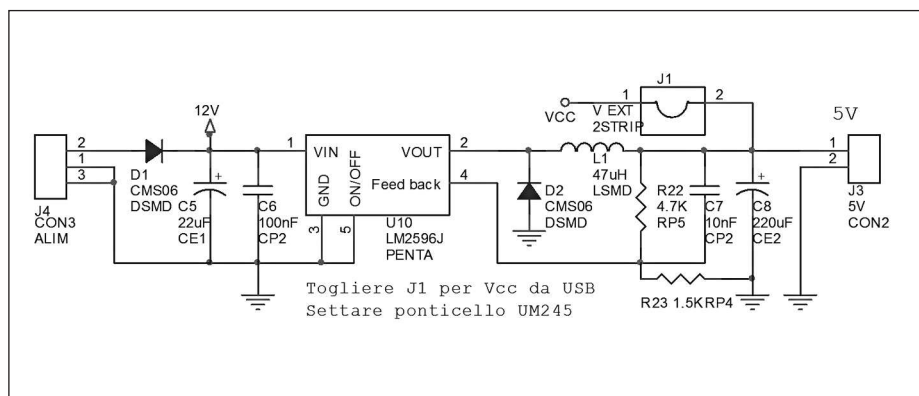 J1
1
2
VCC
V EXT
2STRIP
12V
5V
2
1
3
J4
CON3
ALIM
D1
CMS06
DSMD
C5
22uF
CE1
C6
100nF
CP2
1
VIN
VOUT
2
GND
ON/OFF
Feed back
4
3
5
U10
LM2596J
PENTA
D2
CMS06
DSMD
L1
47uH
LSMD
R22
4.7K
RP5
C7
10nF
CP2
C8
220uF
CE2
1
2
J3
5V
CON2
R23 1.5KRP4
+
+
Togliere J1 per Vcc da USB
Settare ponticello UM245